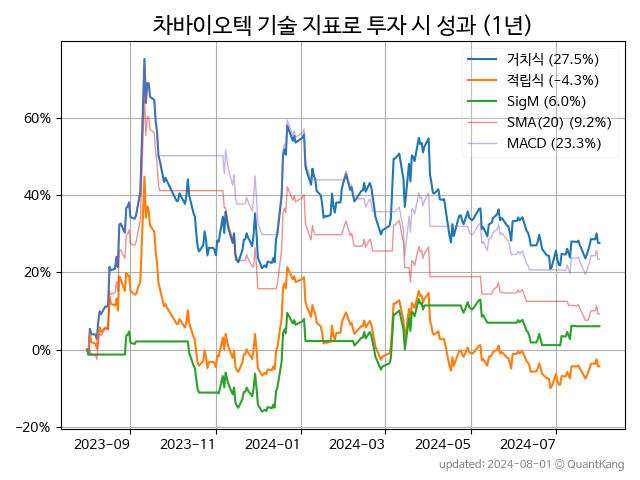 차바이오텍 기술 지표로 투자 시 성과 (1년)
거치식 (27.5%)
적립식 (−4.3%)
SigM (6.0%)
SMA(20) (9.2%)
MACD (23.3%)
60%
40%
20%
0%
−20%
2023−09 2023−11 2024−01 2024−03 2024−05 2024−07
updated: 2024−08−01 © QuantKang